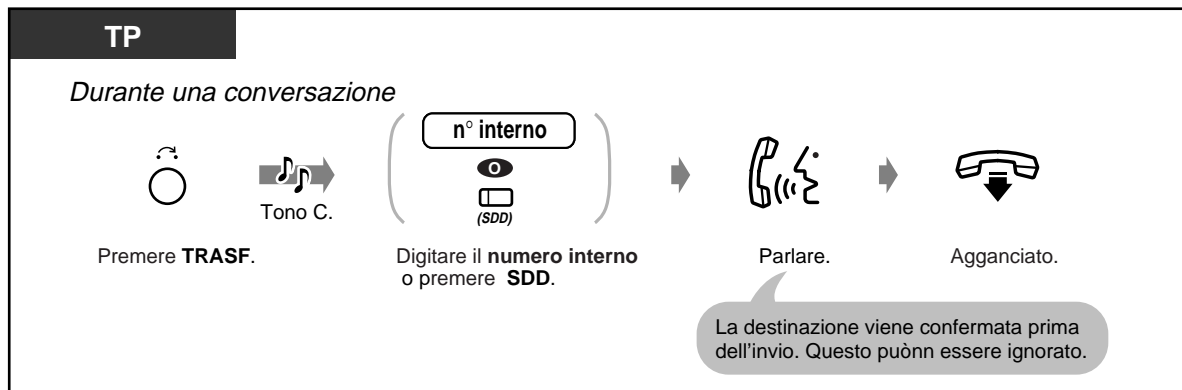 TP
Durante una conversazione
n° interno
O
(SDD)
Tono C.
Premere TRASF.
Digitare il numero interno
o premere SDD.
Parlare.
Agganciato.
La destinazione viene confermata prima
dell'invio. Questo puònn essere ignorato.